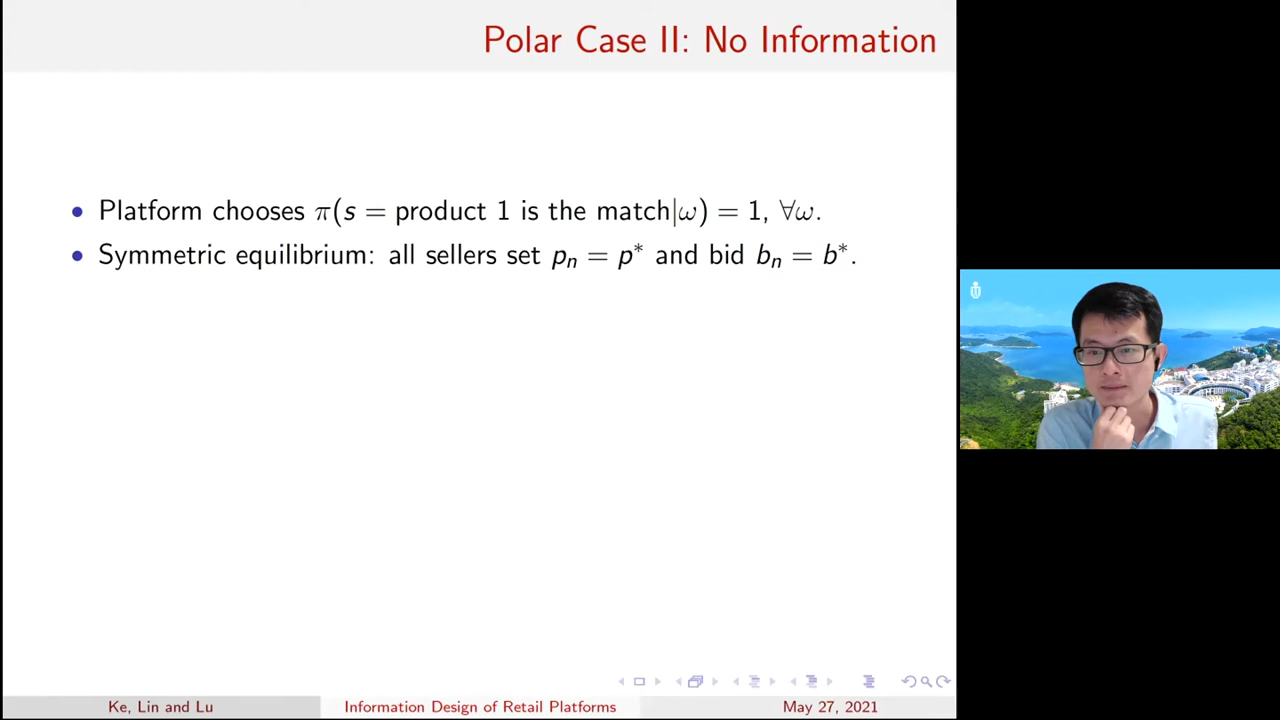 Polar Case II: No Information
• Platform chooses π(s = product 1 is the match|ω) = 1, ∀ω.
• Symmetric equilibrium: all sellers set pₙ = p* and bid bₙ = b*.
Ke, Lin and Lu Information Design of Retail Platforms May 27, 2021